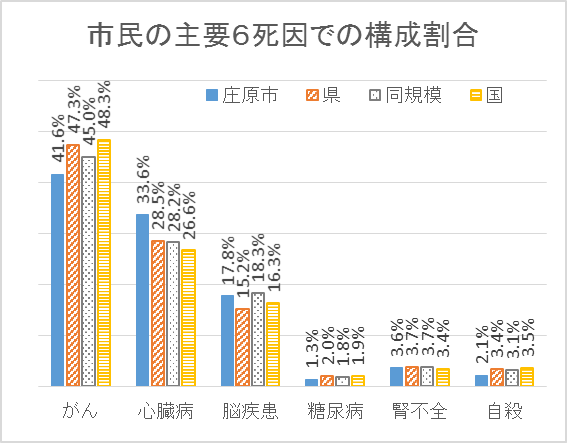 市民の主要6死因での構成割合
庄原市 県 同規模 国
41.6% 47.3% 45.0% 48.3%
33.6% 28.5% 28.2% 26.6%
17.8% 15.2% 18.3% 16.3%
1.3% 2.0% 1.8% 1.9%
3.6% 3.7% 3.7% 3.4%
2.1% 3.4% 3.1% 3.5%
がん 心臓病 脳疾患 糖尿病 腎不全 自殺